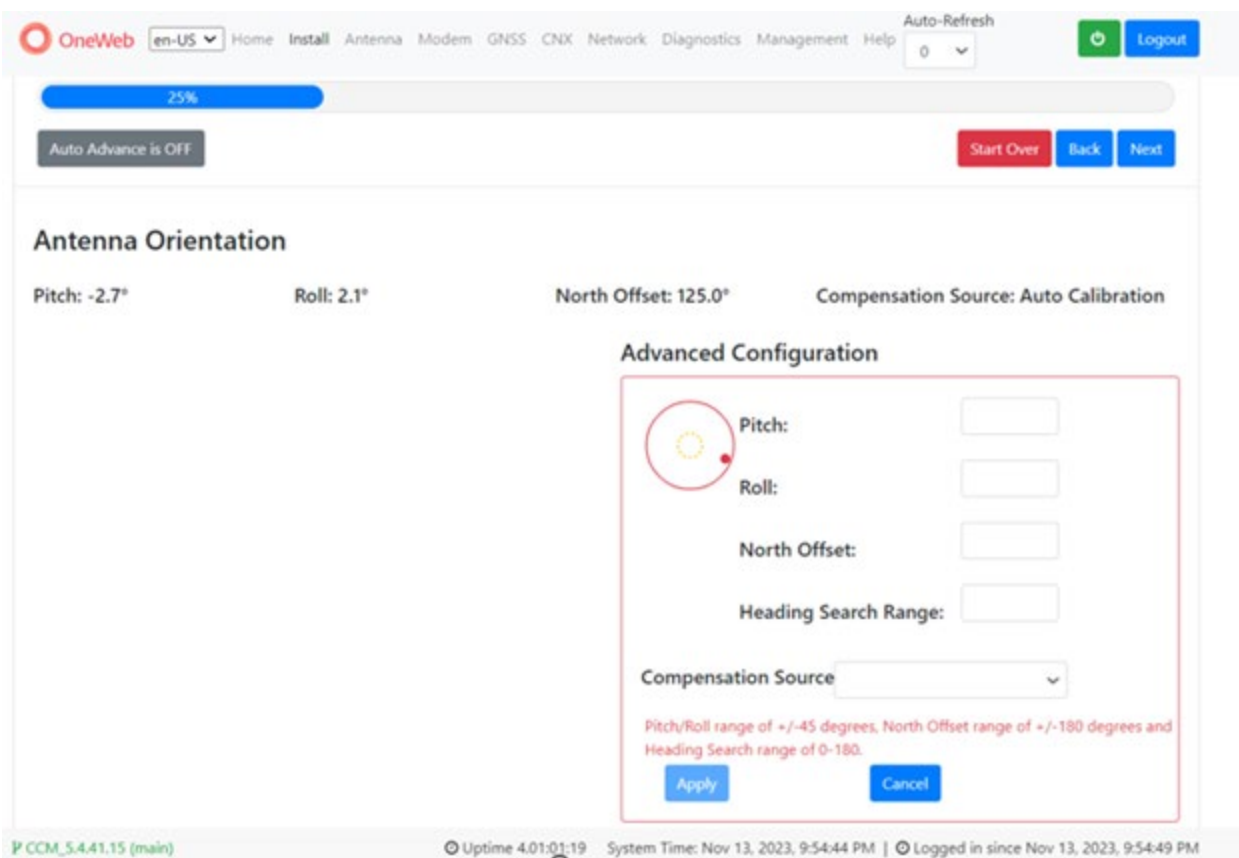 Auto-Refresh
OneWeb en-US Home Install Antenna Modem GNSS CNX Network Diagnostics Management Help 0 Logout
25%
Auto Advance is OFF Start Over Back Next
Antenna Orientation
Pitch: -2.7° Roll: 2.1° North Offset: 125.0° Compensation Source: Auto Calibration
Advanced Configuration
Pitch:
Roll:
North Offset:
Heading Search Range:
Compensation Source
Pitch/Roll range of +/-45 degrees, North Offset range of +/-180 degrees and
Heading Search range of 0-180.
Apply Cancel
CCM_5.4.41.15 (main) Uptime 4.01:01:19 System Time: Nov 13, 2023, 9:54:44 PM | Logged in since Nov 13, 2023, 9:54:49 PM